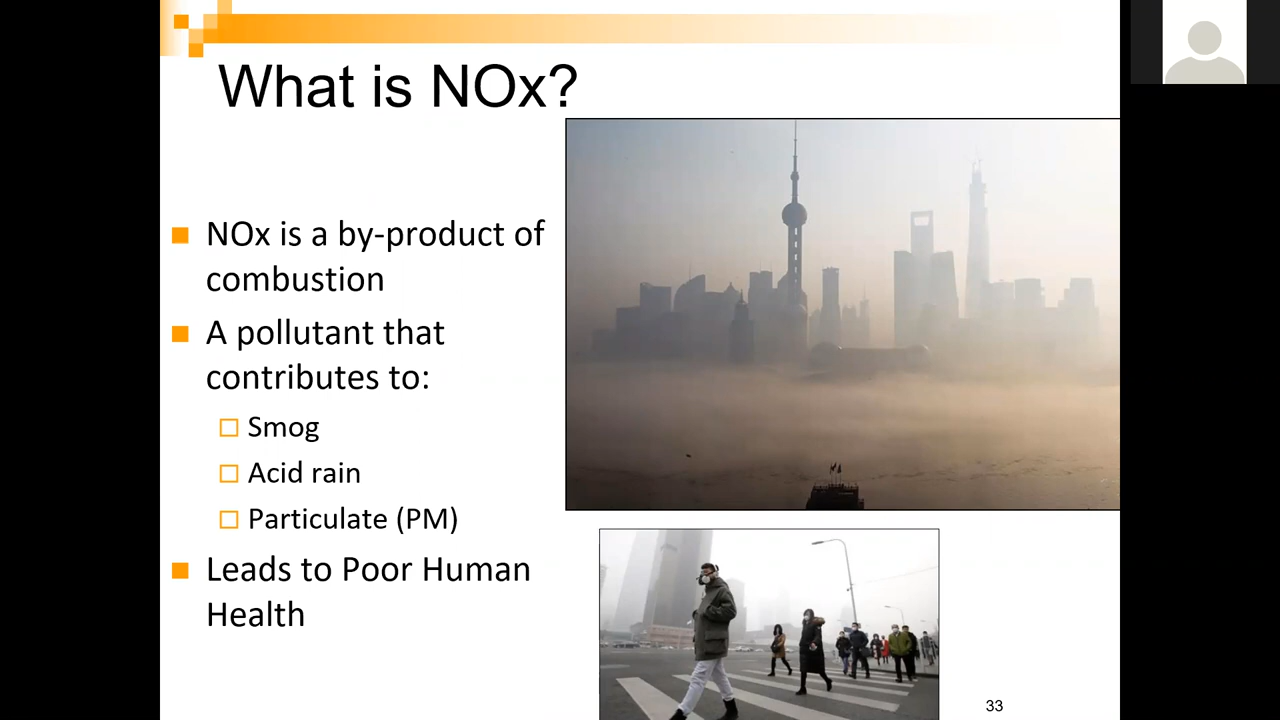 What is NOx?
NOx is a by-product of
combustion
A pollutant that
contributes to:
Smog
Acid rain
Particulate (PM)
Leads to Poor Human
Health
33